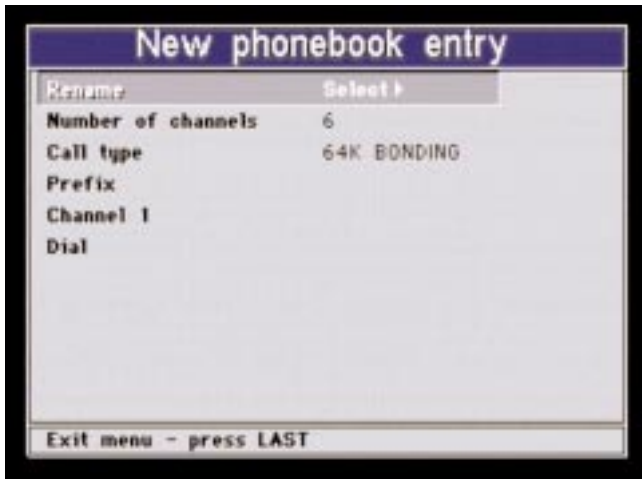 New phonebook entry
Rename Select
Number of channels 6
Call type 64K BONDING
Prefix
Channel 1
Dial
Exit menu - press LAST